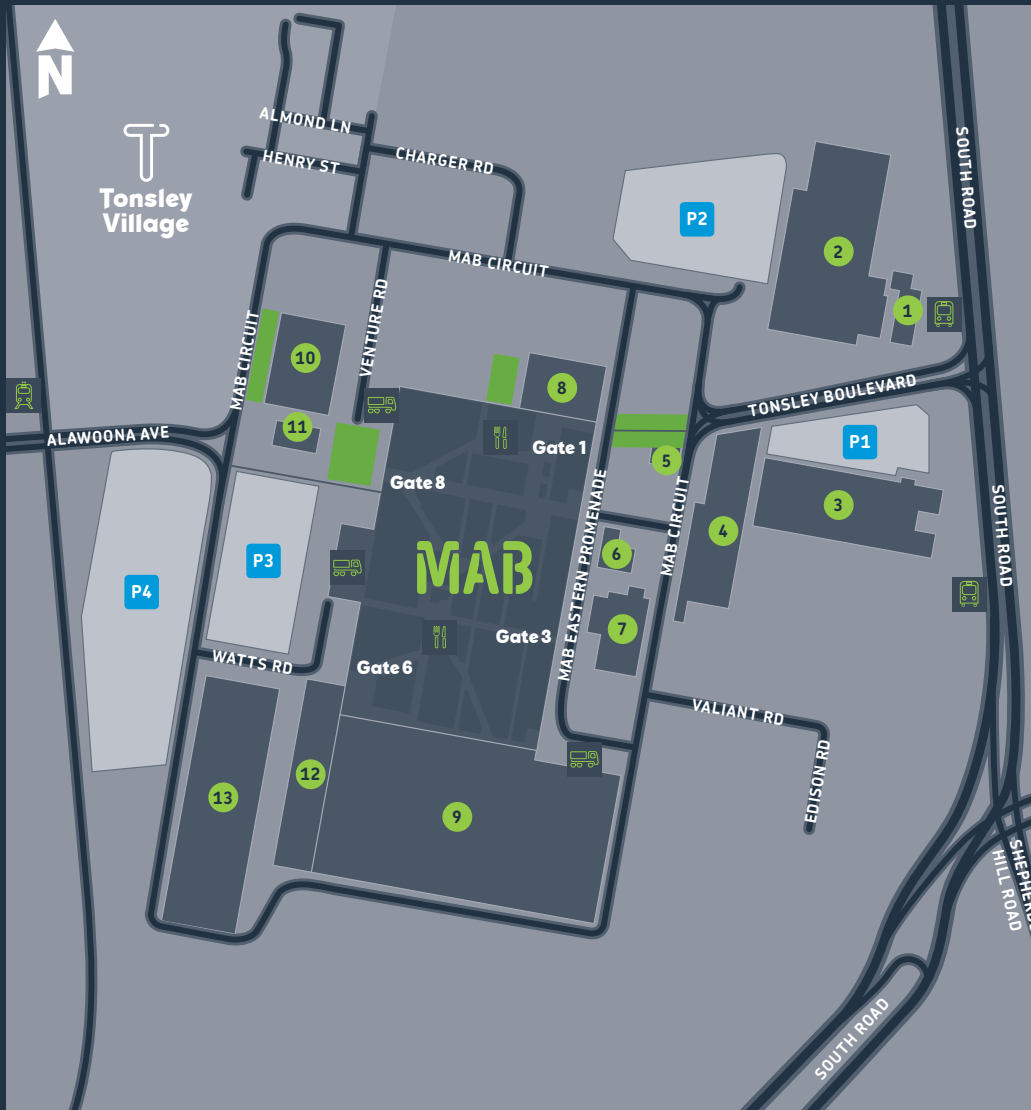 N
Tonsley
Village
ALMOND LN
HENRY ST
CHARGER RD
MAB CIRCUIT
SOUTH ROAD
P2
2
1
MAB CIRCUIT
VENTURE RD
10
11
8
TONSLEY BOULEVARD
ALAWOONA AVE
P1
Gate 1
Gate 8
5
3
4
MAB CIRCUIT
MAB EASTERN PROMENADE
SOUTH ROAD
MAB
6
P3
P4
7
Gate 3
Gate 6
WATTS RD
VALIANT RD
EDISON RD
12
13
9
HILL ROAD
SOUTH ROAD